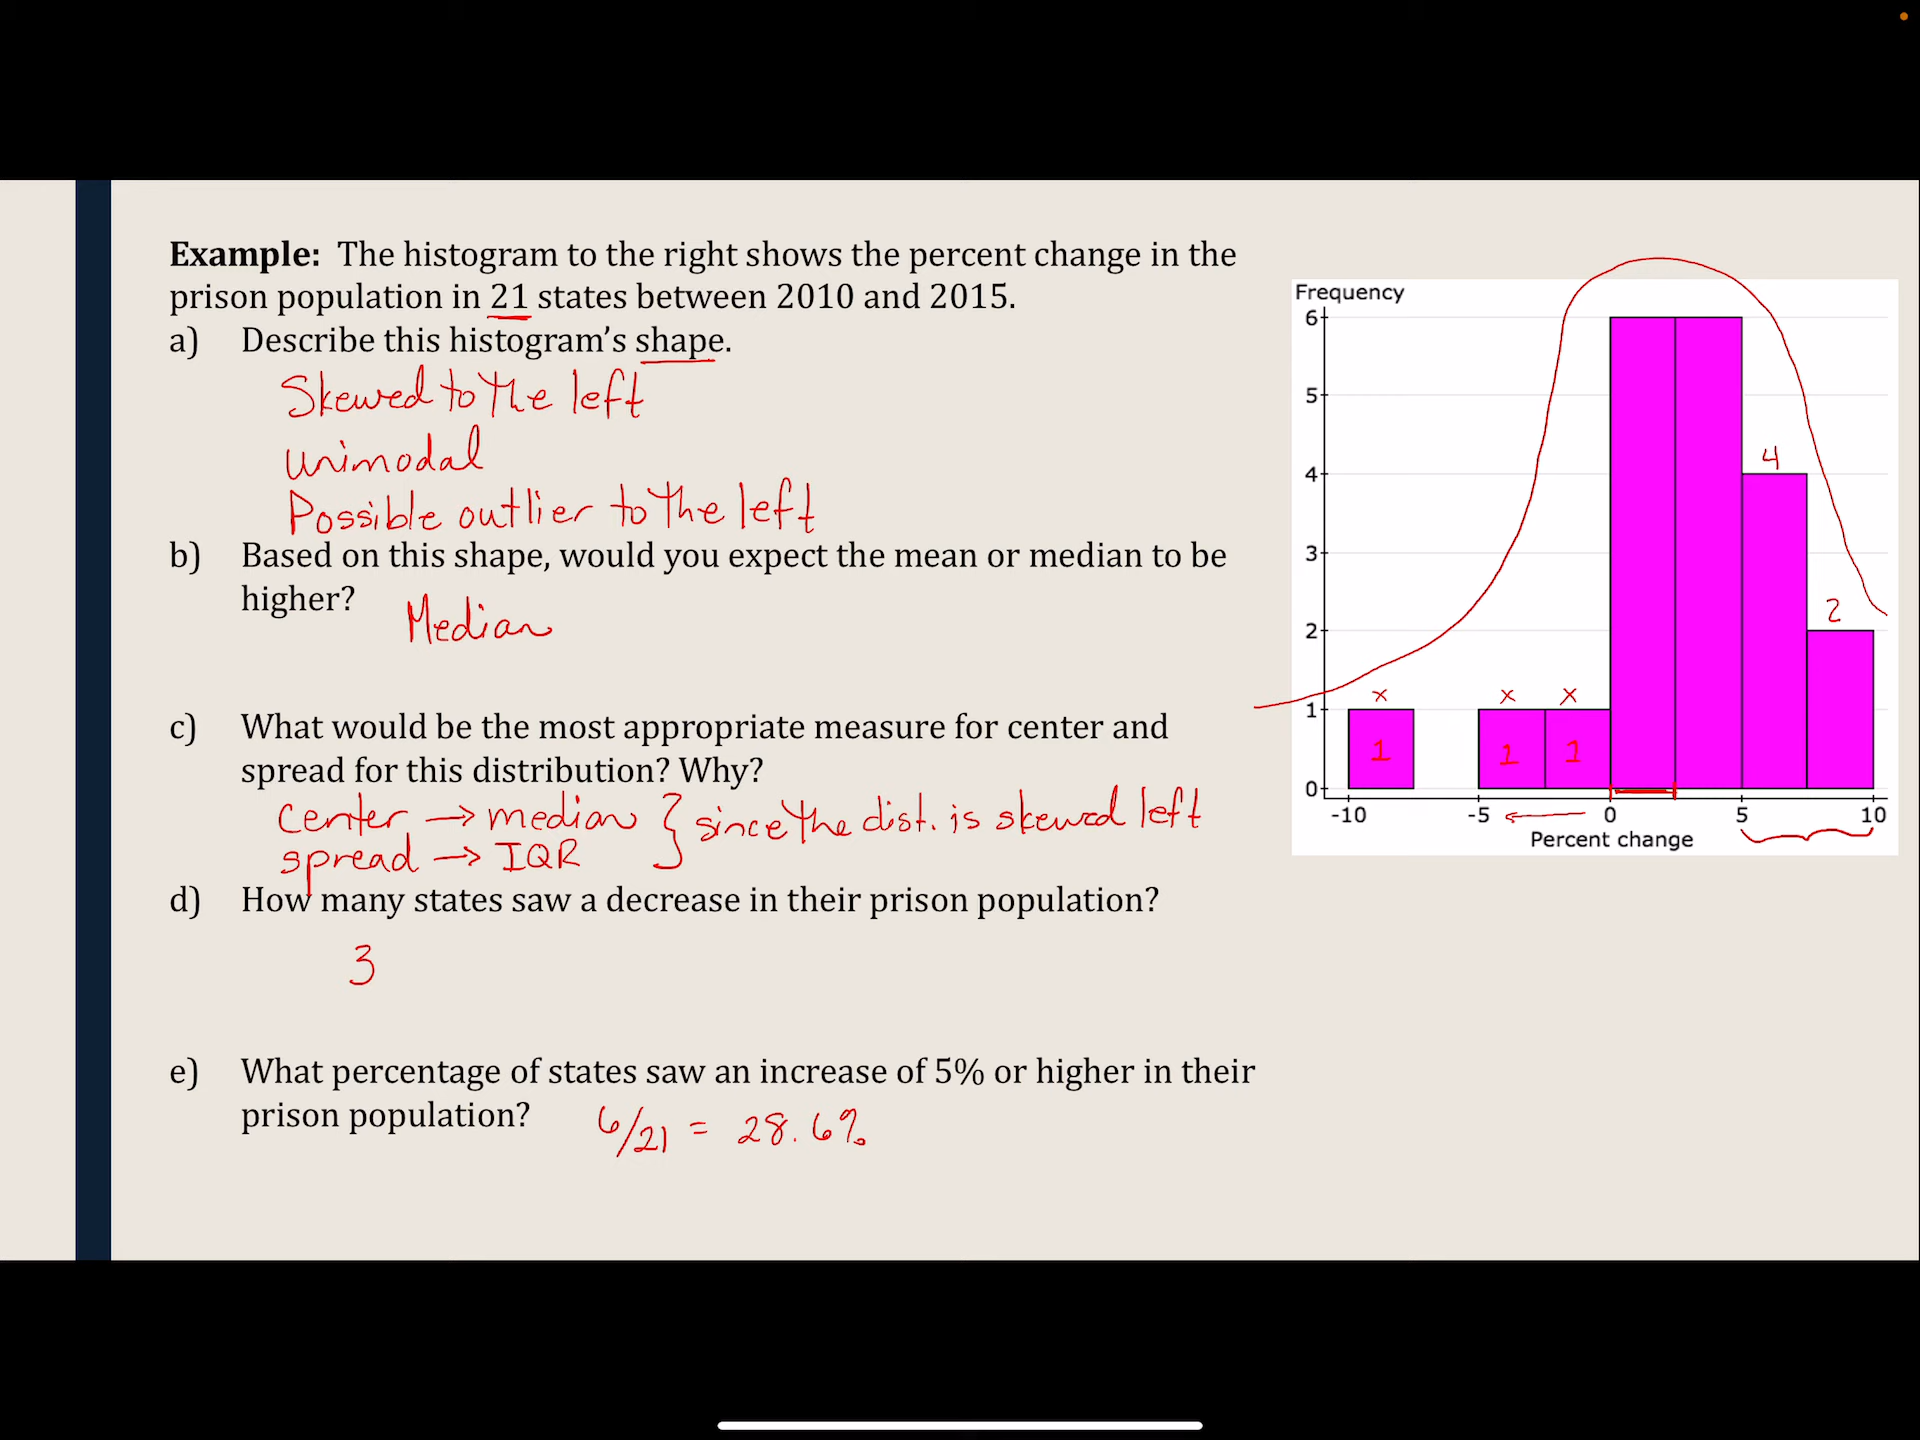 Example: The histogram to the right shows the percent change in the
prison population in 21 states between 2010 and 2015.
a) Describe this histogram's shape.
Skewed to the left
unimodal
Possible outlier to the left
b) Based on this shape, would you expect the mean or median to be
higher?
Median
c) What would be the most appropriate measure for center and
spread for this distribution? Why?
center → median } since the dist. is skewed left
spread → IQR
d) How many states saw a decrease in their prison population?
3
e) What percentage of states saw an increase of 5% or higher in their
prison population? 6/21 = 28.6%
Frequency
6
5
4 4
3
2 2
x x x
1
1 1 1
0
-10 -5 0 5 10
Percent change